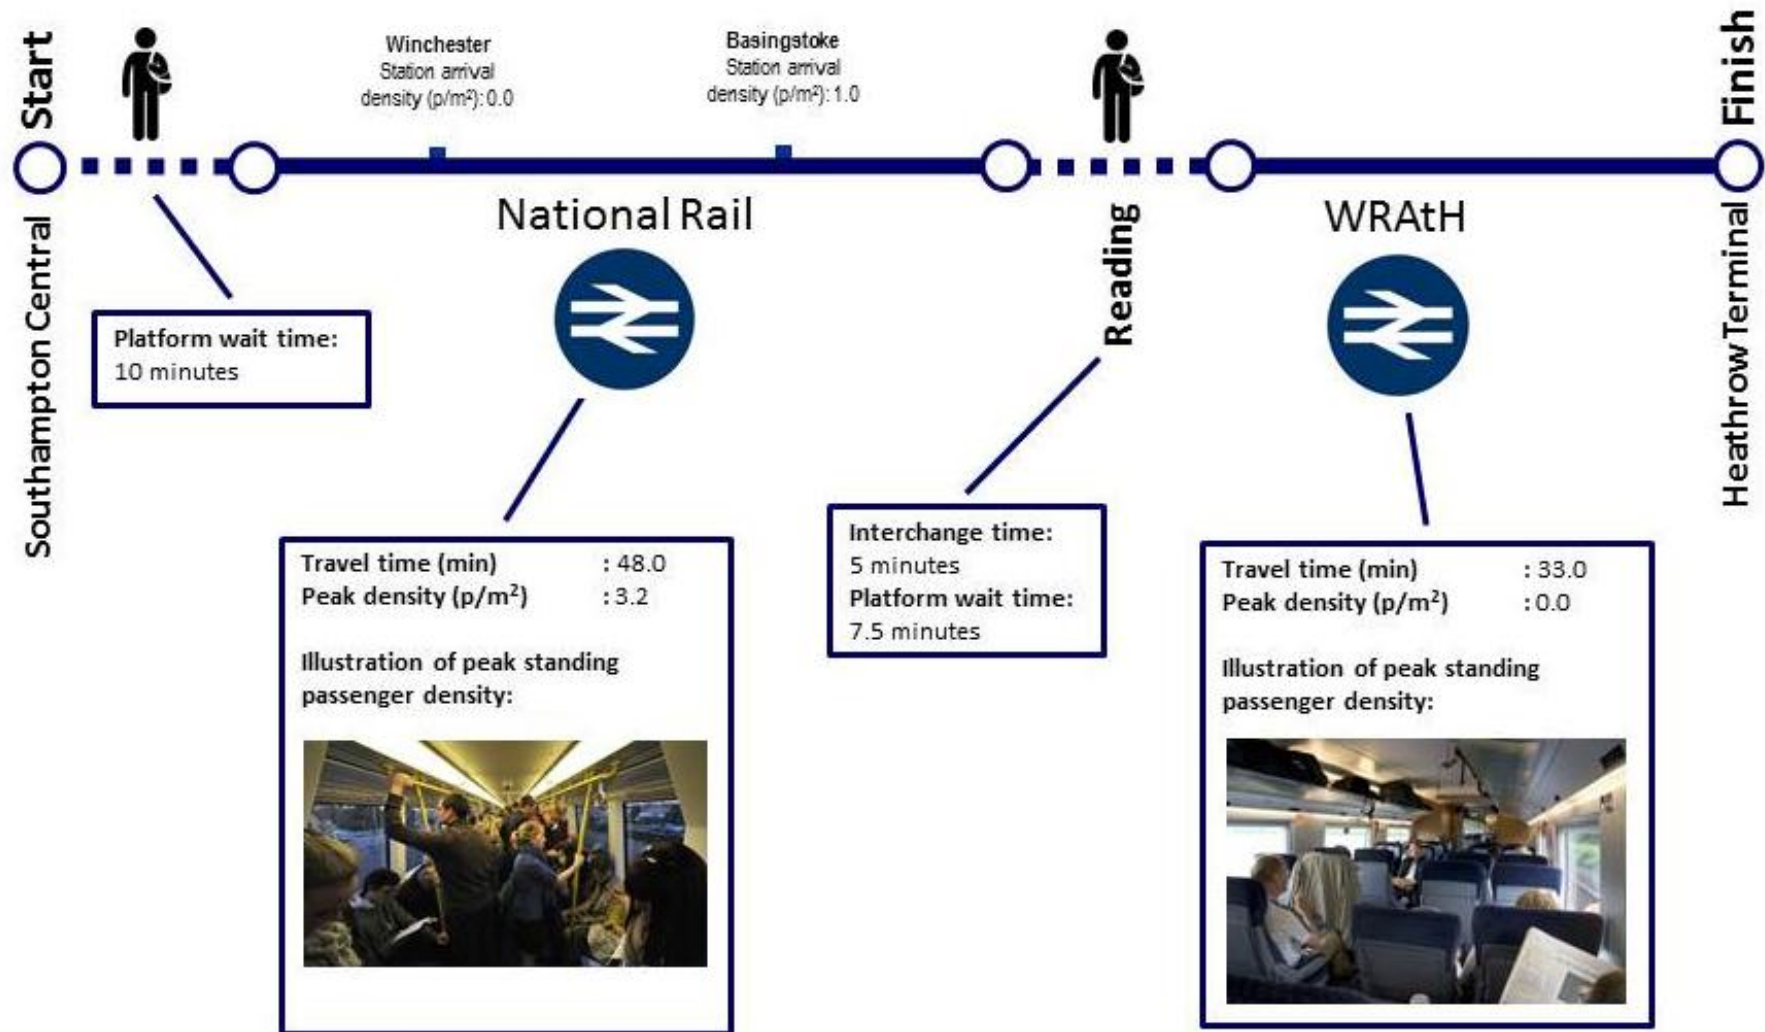 Start
Southampton Central
Winchester
Station arrival
density (p/m²): 0.0
Basingstoke
Station arrival
density (p/m²): 1.0
Finish
Heathrow Terminal
National Rail
Reading
WRAtH
Platform wait time:
10 minutes
Travel time (min) : 48.0
Peak density (p/m²) : 3.2
Illustration of peak standing
passenger density:
Interchange time:
5 minutes
Platform wait time:
7.5 minutes
Travel time (min) : 33.0
Peak density (p/m²) : 0.0
Illustration of peak standing
passenger density: